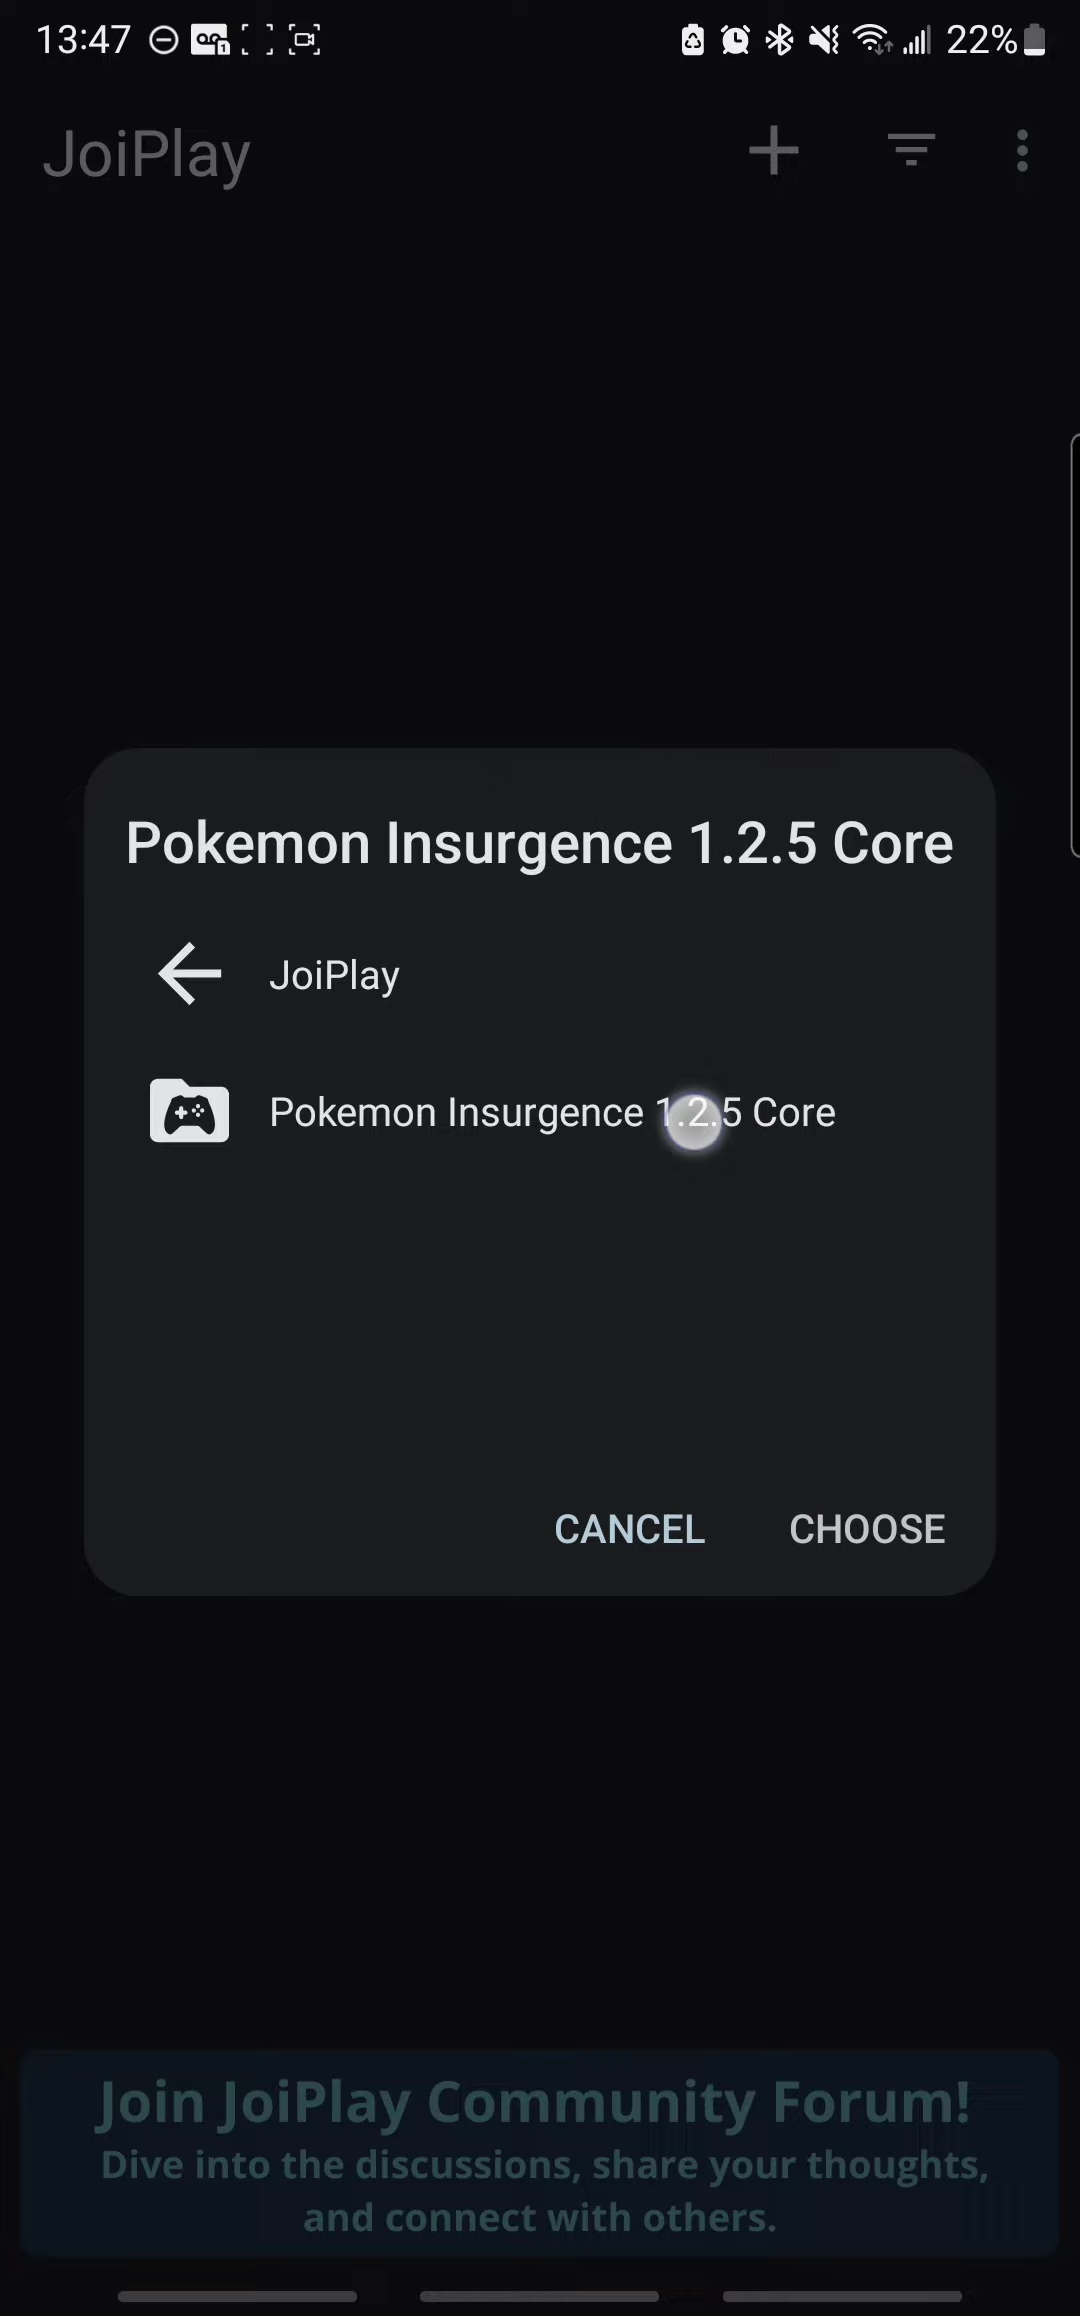 13:47
22%
JoiPlay
Pokemon Insurgence 1.2.5 Core
JoiPlay
Pokemon Insurgence 1.2.5 Core
CANCEL CHOOSE
Join JoiPlay Community Forum!
Dive into the discussions, share your thoughts,
and connect with others.